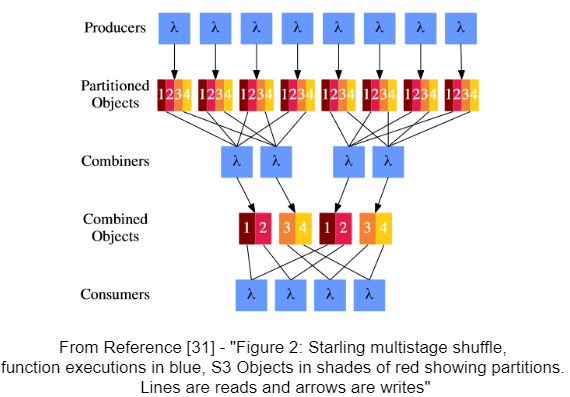 Producers λ λ λ λ λ λ λ λ
Partitioned
Objects
1234 1234 1234 1234 1234 1234 1234 1234
Combiners λ λ λ λ
Combined
Objects
1 2 3 4 1 2 3 4
Consumers λ λ λ λ
From Reference [31] - "Figure 2: Starling multistage shuffle,
function executions in blue, S3 Objects in shades of red showing partitions.
Lines are reads and arrows are writes"